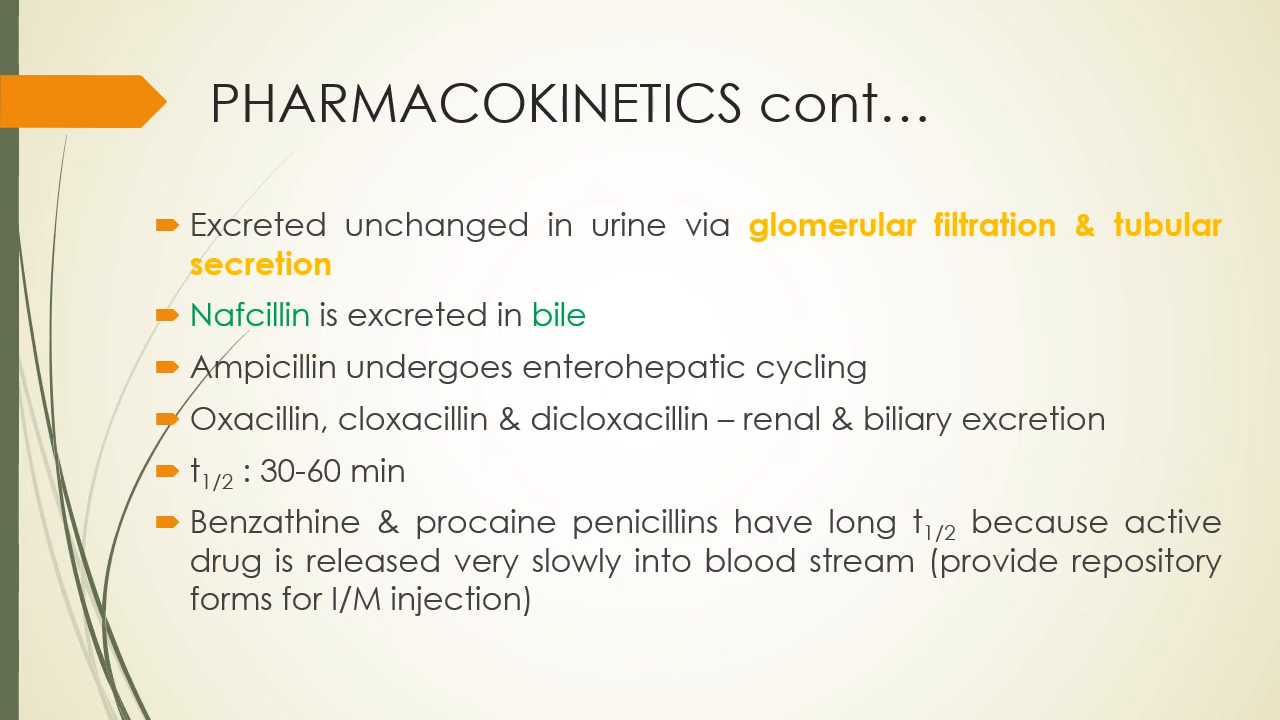 PHARMACOKINETICS cont…
Excreted unchanged in urine via glomerular filtration & tubular
secretion
Nafcillin is excreted in bile
Ampicillin undergoes enterohepatic cycling
Oxacillin, cloxacillin & dicloxacillin – renal & biliary excretion
t1/2 : 30-60 min
Benzathine & procaine penicillins have long t1/2 because active
drug is released very slowly into blood stream (provide repository
forms for I/M injection)